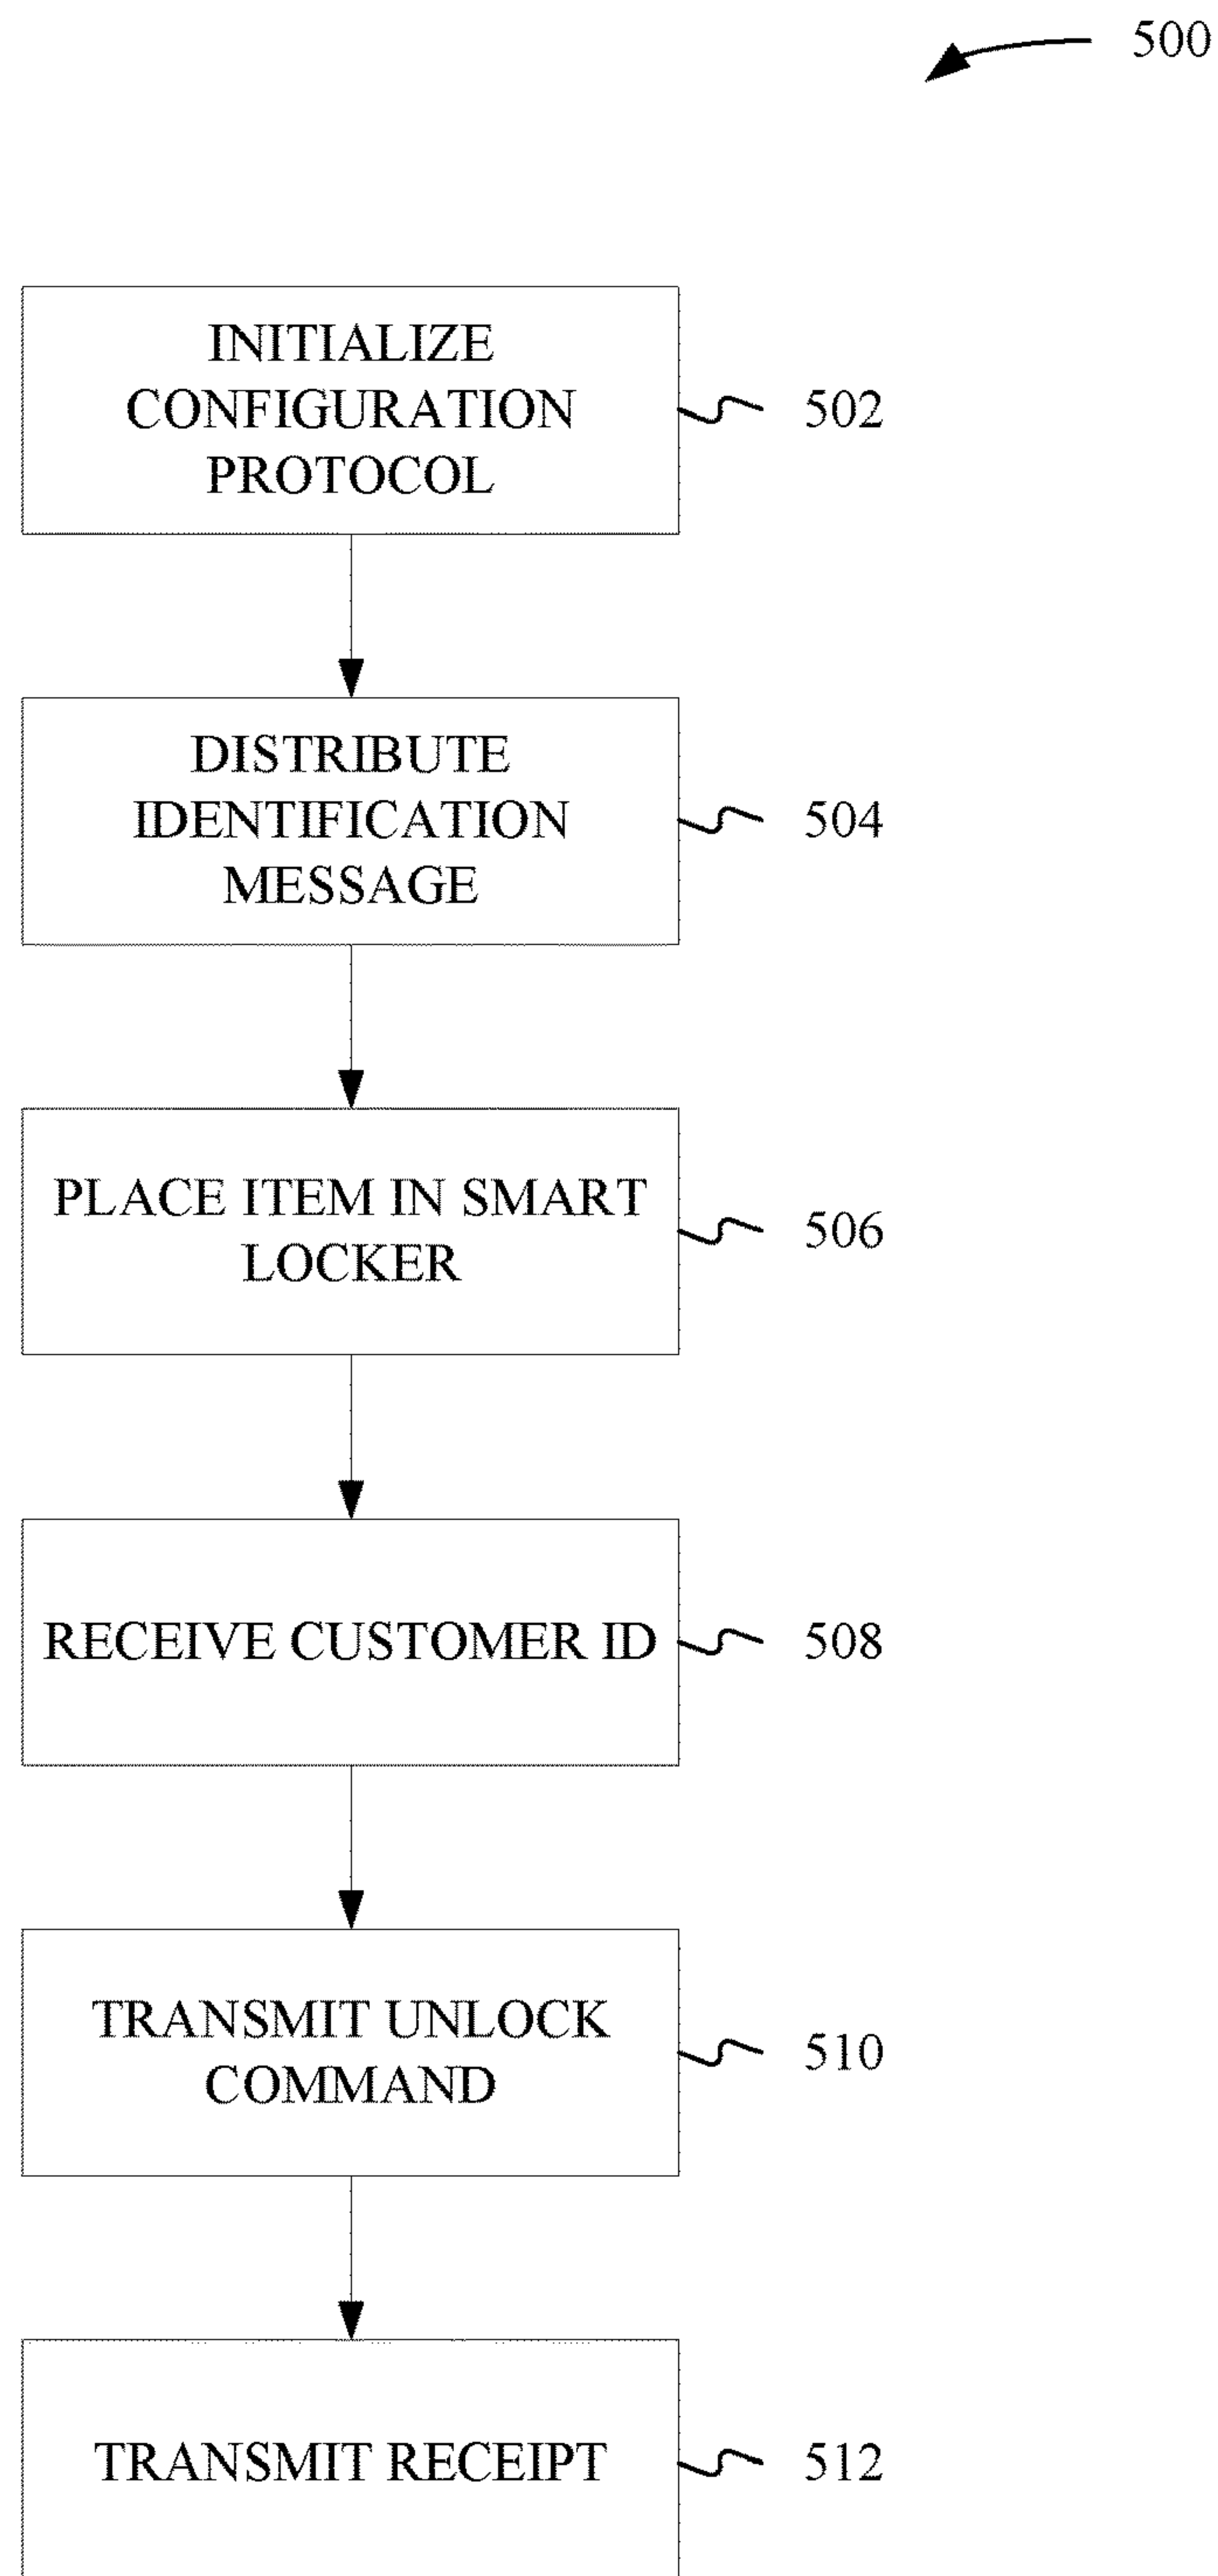 500
INITIALIZE
CONFIGURATION
PROTOCOL
502
DISTRIBUTE
IDENTIFICATION
MESSAGE
504
PLACE ITEM IN SMART
LOCKER
506
RECEIVE CUSTOMER ID
508
TRANSMIT UNLOCK
COMMAND
510
TRANSMIT RECEIPT
512